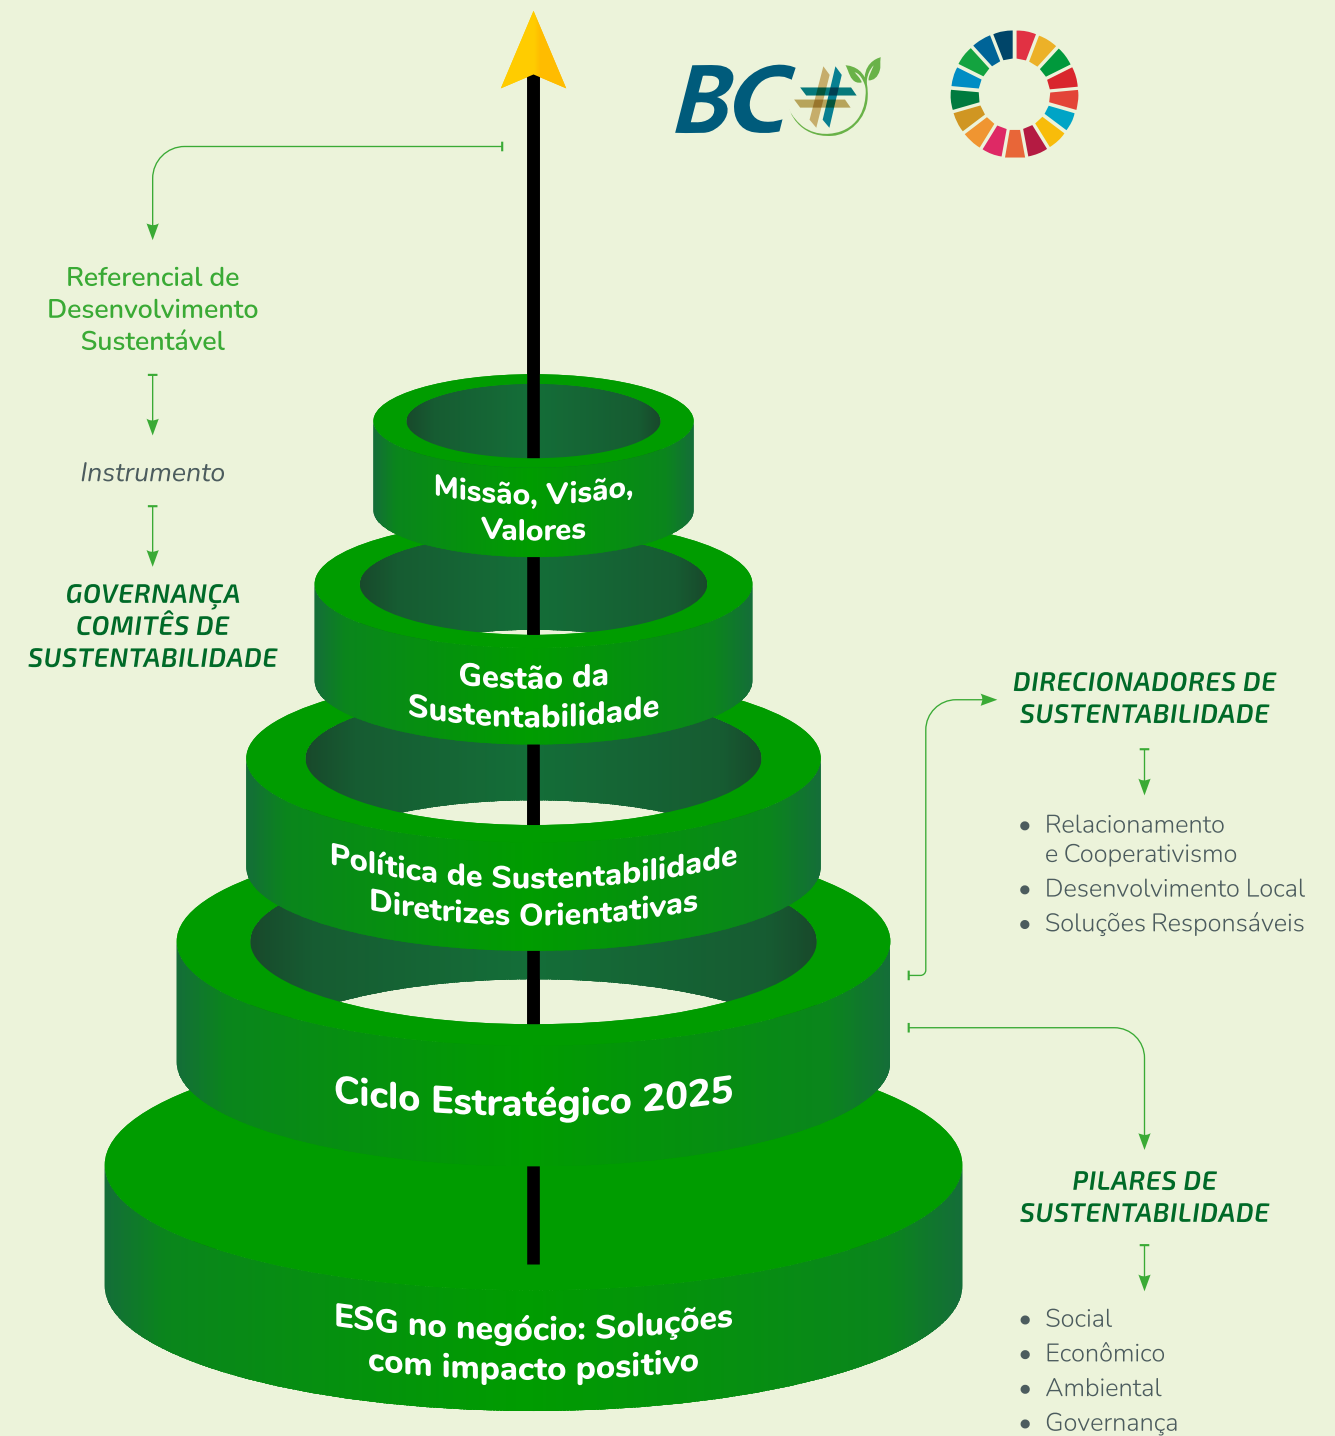 BC#
Referencial de
Desenvolvimento
Sustentável
Instrumento
GOVERNANÇA
COMITÊS DE
SUSTENTABILIDADE
Missão, Visão,
Valores
Gestão da
Sustentabilidade
Política de Sustentabilidade
Diretrizes Orientativas
Ciclo Estratégico 2025
ESG no negócio: Soluções
com impacto positivo
DIRECIONADORES DE
SUSTENTABILIDADE
• Relacionamento
e Cooperativismo
• Desenvolvimento Local
• Soluções Responsáveis
PILARES DE
SUSTENTABILIDADE
• Social
• Econômico
• Ambiental
• Governança